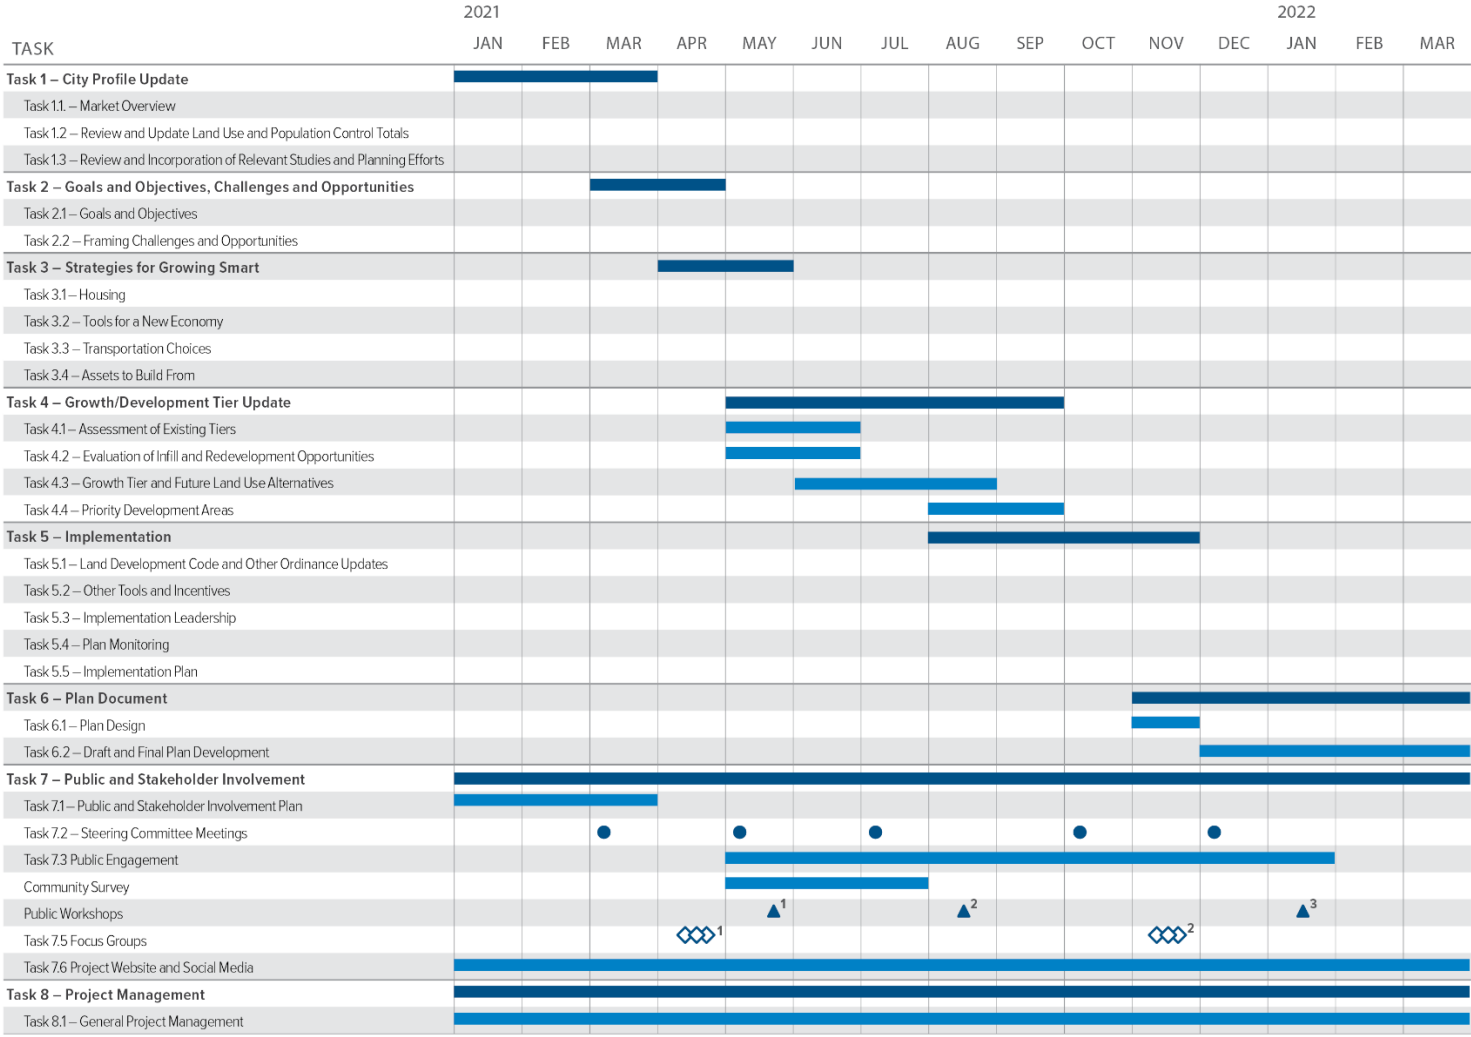 2021 2022
TASK JAN FEB MAR APR MAY JUN JUL AUG SEP OCT NOV DEC JAN FEB MAR
Task 1 – City Profile Update
Task 1.1. – Market Overview
Task 1.2 – Review and Update Land Use and Population Control Totals
Task 1.3 – Review and Incorporation of Relevant Studies and Planning Efforts
Task 2 – Goals and Objectives, Challenges and Opportunities
Task 2.1 – Goals and Objectives
Task 2.2 – Framing Challenges and Opportunities
Task 3 – Strategies for Growing Smart
Task 3.1 – Housing
Task 3.2 – Tools for a New Economy
Task 3.3 – Transportation Choices
Task 3.4 – Assets to Build From
Task 4 – Growth/Development Tier Update
Task 4.1 – Assessment of Existing Tiers
Task 4.2 – Evaluation of Infill and Redevelopment Opportunities
Task 4.3 – Growth Tier and Future Land Use Alternatives
Task 4.4 – Priority Development Areas
Task 5 – Implementation
Task 5.1 – Land Development Code and Other Ordinance Updates
Task 5.2 – Other Tools and Incentives
Task 5.3 – Implementation Leadership
Task 5.4 – Plan Monitoring
Task 5.5 – Implementation Plan
Task 6 – Plan Document
Task 6.1 – Plan Design
Task 6.2 – Draft and Final Plan Development
Task 7 – Public and Stakeholder Involvement
Task 7.1 – Public and Stakeholder Involvement Plan
Task 7.2 – Steering Committee Meetings
Task 7.3 Public Engagement
Community Survey
Public Workshops 1 2 3
Task 7.5 Focus Groups 1 2
Task 7.6 Project Website and Social Media
Task 8 – Project Management
Task 8.1 – General Project Management